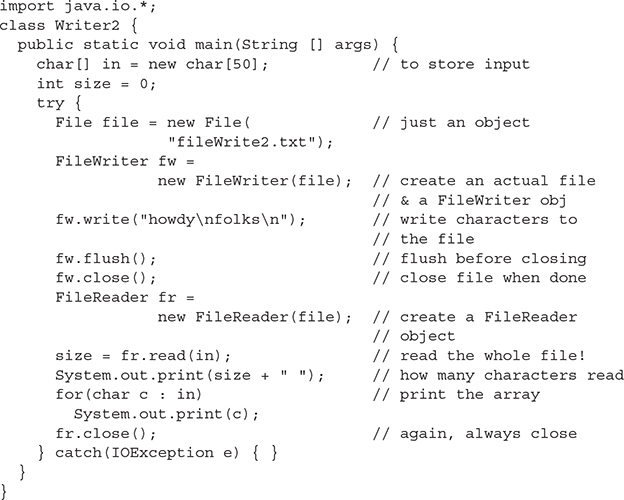 import java.io.*;
class Writer2 {
  public static void main(String [] args) {
    char[] in = new char[50];           // to store input
    int size = 0;
    try {
      File file = new File(             // just an object
                  "fileWrite2.txt");
      FileWriter fw =
                 new FileWriter(file);  // create an actual file
                                        // & a FileWriter obj
      fw.write("howdy\nfolks\n");       // write characters to
                                        // the file
      fw.flush();                       // flush before closing
      fw.close();                       // close file when done
      FileReader fr =
                 new FileReader(file);  // create a FileReader
                                        // object
      size = fr.read(in);               // read the whole file!
      System.out.print(size + " ");     // how many characters read
      for(char c : in)                  // print the array
        System.out.print(c);
      fr.close();                       // again, always close
    } catch(IOException e) { }
  }
}